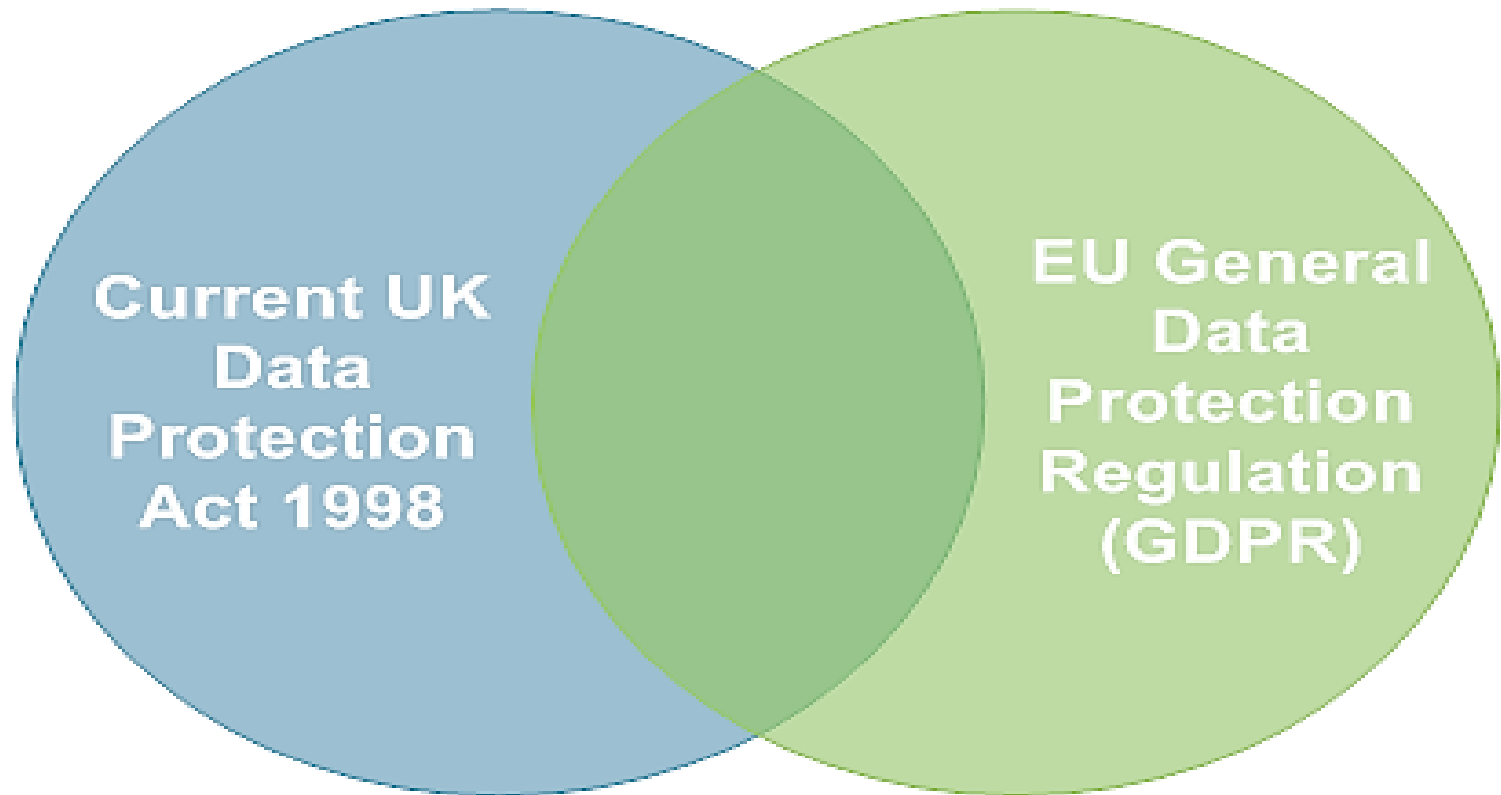 Current UK
Data
Protection
Act 1998
EU General
Data
Protection
Regulation
(GDPR)